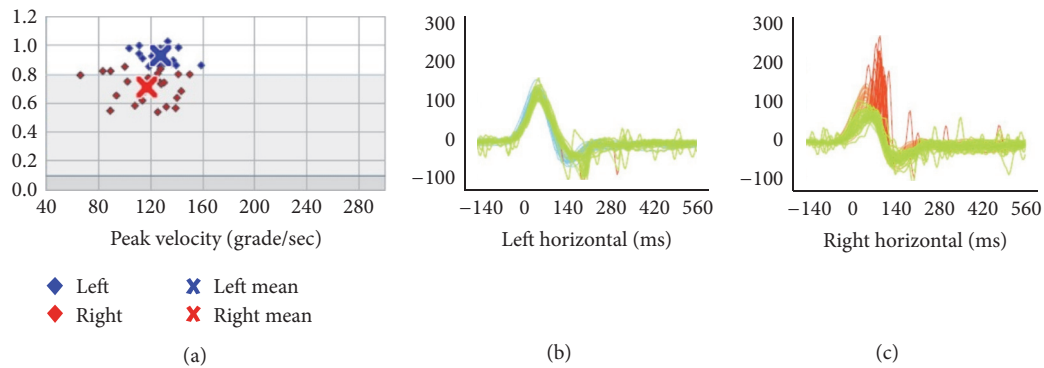 1.2
1.0
0.8
0.6
0.4
0.2
0.0
40 80 120 160 200 240 280
Peak velocity (grade/sec)
Left
Left mean
Right
Right mean
(a)
300
200
100
0
−100
−140 0 140 280 420 560
Left horizontal (ms)
(b)
300
200
100
0
−100
−140 0 140 280 420 560
Right horizontal (ms)
(c)